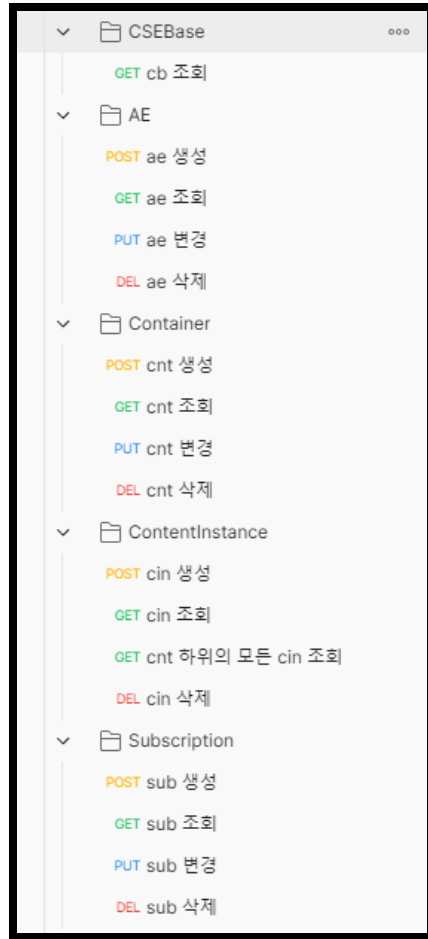 CSEBase
GET cb 조회
AE
POST ae 생성
GET ae 조회
PUT ae 변경
DEL ae 삭제
Container
POST cnt 생성
GET cnt 조회
PUT cnt 변경
DEL cnt 삭제
ContentInstance
POST cin 생성
GET cin 조회
GET cnt 하위의 모든 cin 조회
DEL cin 삭제
Subscription
POST sub 생성
GET sub 조회
PUT sub 변경
DEL sub 삭제